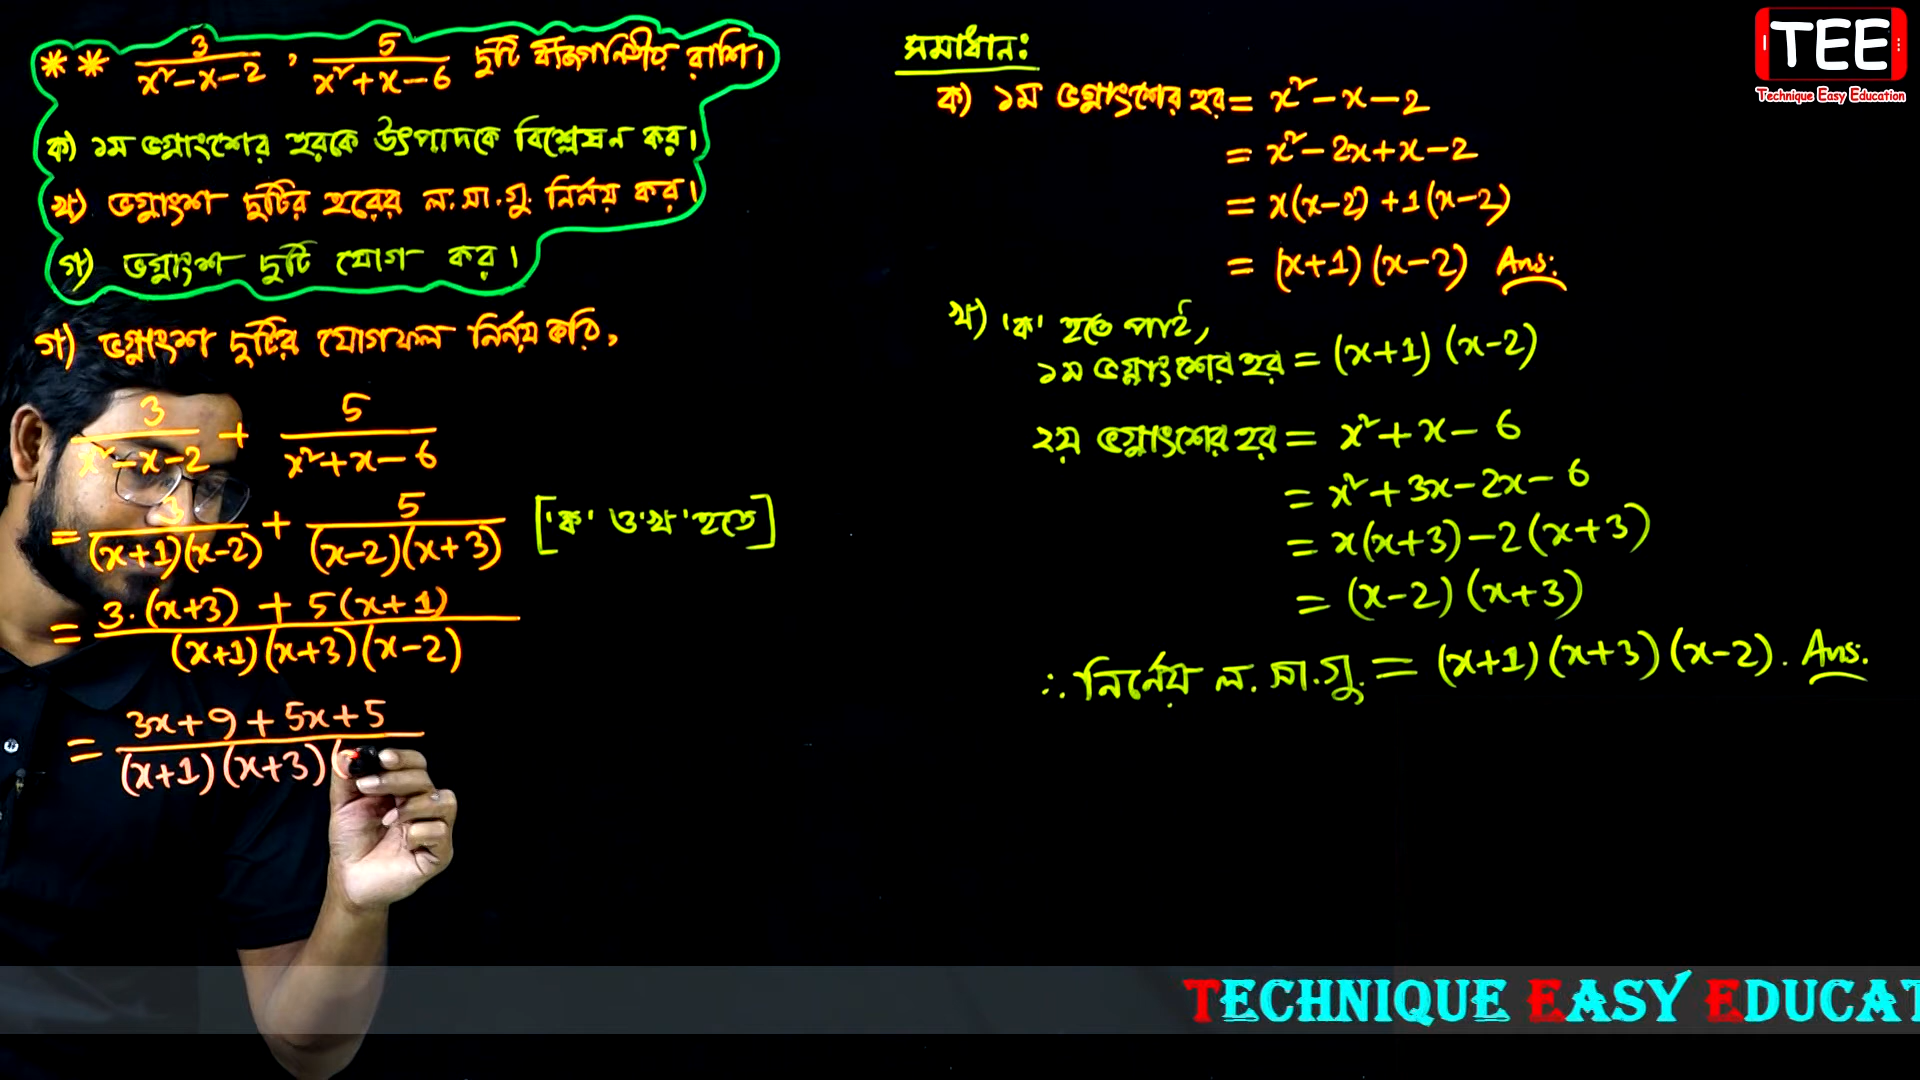 ** 3/(x²-x-2) , 5/(x²+x-6) দুটি বীজগণিতীয় রাশি।
ক) ১ম ভগ্নাংশের হরকে উৎপাদকে বিশ্লেষন কর।
খ) ভগ্নাংশ দুটির হরের ল.সা.গু. নির্নয় কর।
গ) ভগ্নাংশ দুটি যোগ কর।
গ) ভগ্নাংশ দুটির যোগফল নির্নয় করি,
3/(x²-x-2) + 5/(x²+x-6)
= 3/((x+1)(x-2)) + 5/((x-2)(x+3)) ['ক' ও 'খ' হতে]
= (3.(x+3) + 5(x+1))/((x+1)(x+3)(x-2))
= (3x+9+5x+5)/((x+1)(x+3)(
সমাধান:
ক) ১ম ভগ্নাংশের হর = x²-x-2
= x²-2x+x-2
= x(x-2)+1(x-2)
= (x+1)(x-2) Ans:
খ) 'ক' হতে পাই,
১ম ভগ্নাংশের হর = (x+1)(x-2)
২য় ভগ্নাংশের হর = x²+x-6
= x²+3x-2x-6
= x(x+3)-2(x+3)
= (x-2)(x+3)
∴ নির্নেয় ল.সা.গু. = (x+1)(x+3)(x-2). Ans:
TEE
Technique Easy Education
TECHNIQUE EASY EDUCAT